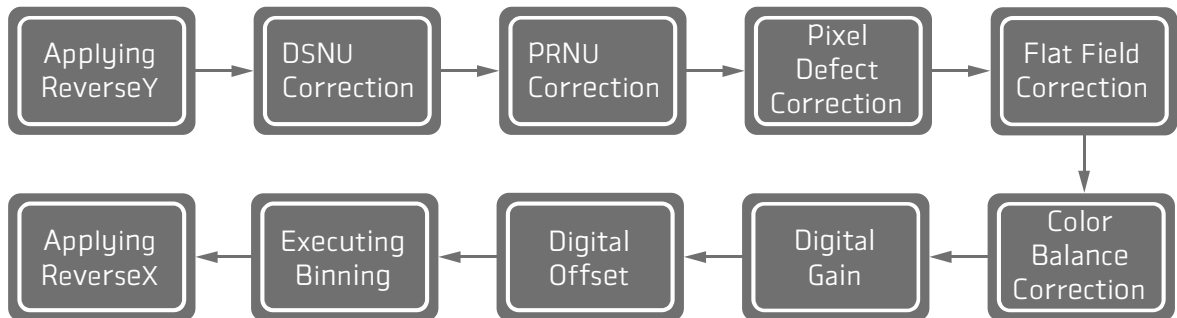 Applying
ReverseY
DSNU
Correction
PRNU
Correction
Pixel
Defect
Correction
Flat Field
Correction
Color
Balance
Correction
Digital
Gain
Digital
Offset
Executing
Binning
Applying
ReverseX